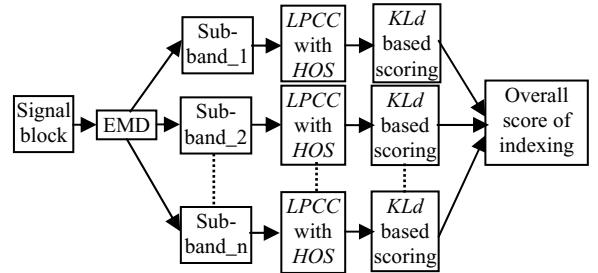 Signal
block
EMD
Sub-
band_1
LPCC
with
HOS
KLd
based
scoring
Sub-
band_2
LPCC
with
HOS
KLd
based
scoring
Sub-
band_n
LPCC
with
HOS
KLd
based
scoring
Overall
score of
indexing